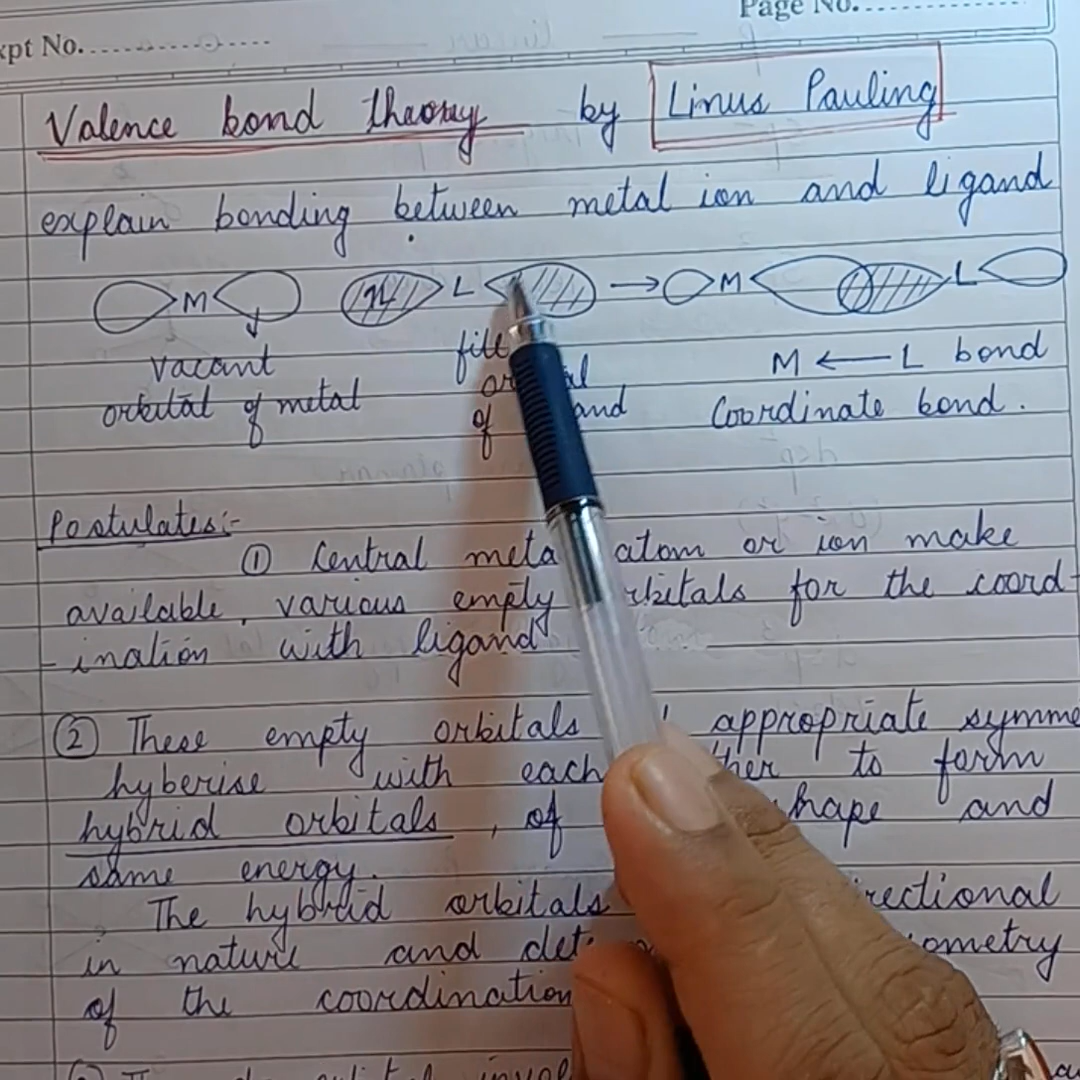 Expt No.
Page No.
Valence bond theory by Linus Pauling
explain bonding between metal ion and ligand
M L → M L
vacant
orbital of metal
of
M ← L bond
Coordinate bond.
Postulates:-
① Central atom or ion make
available, various empty for the coord-
-ination with ligand
② These empty orbitals appropriate
hyberise with each to form
hybrid orbitals, of and
same energy.
The hybrid orbitals
in nature and
of the coordination